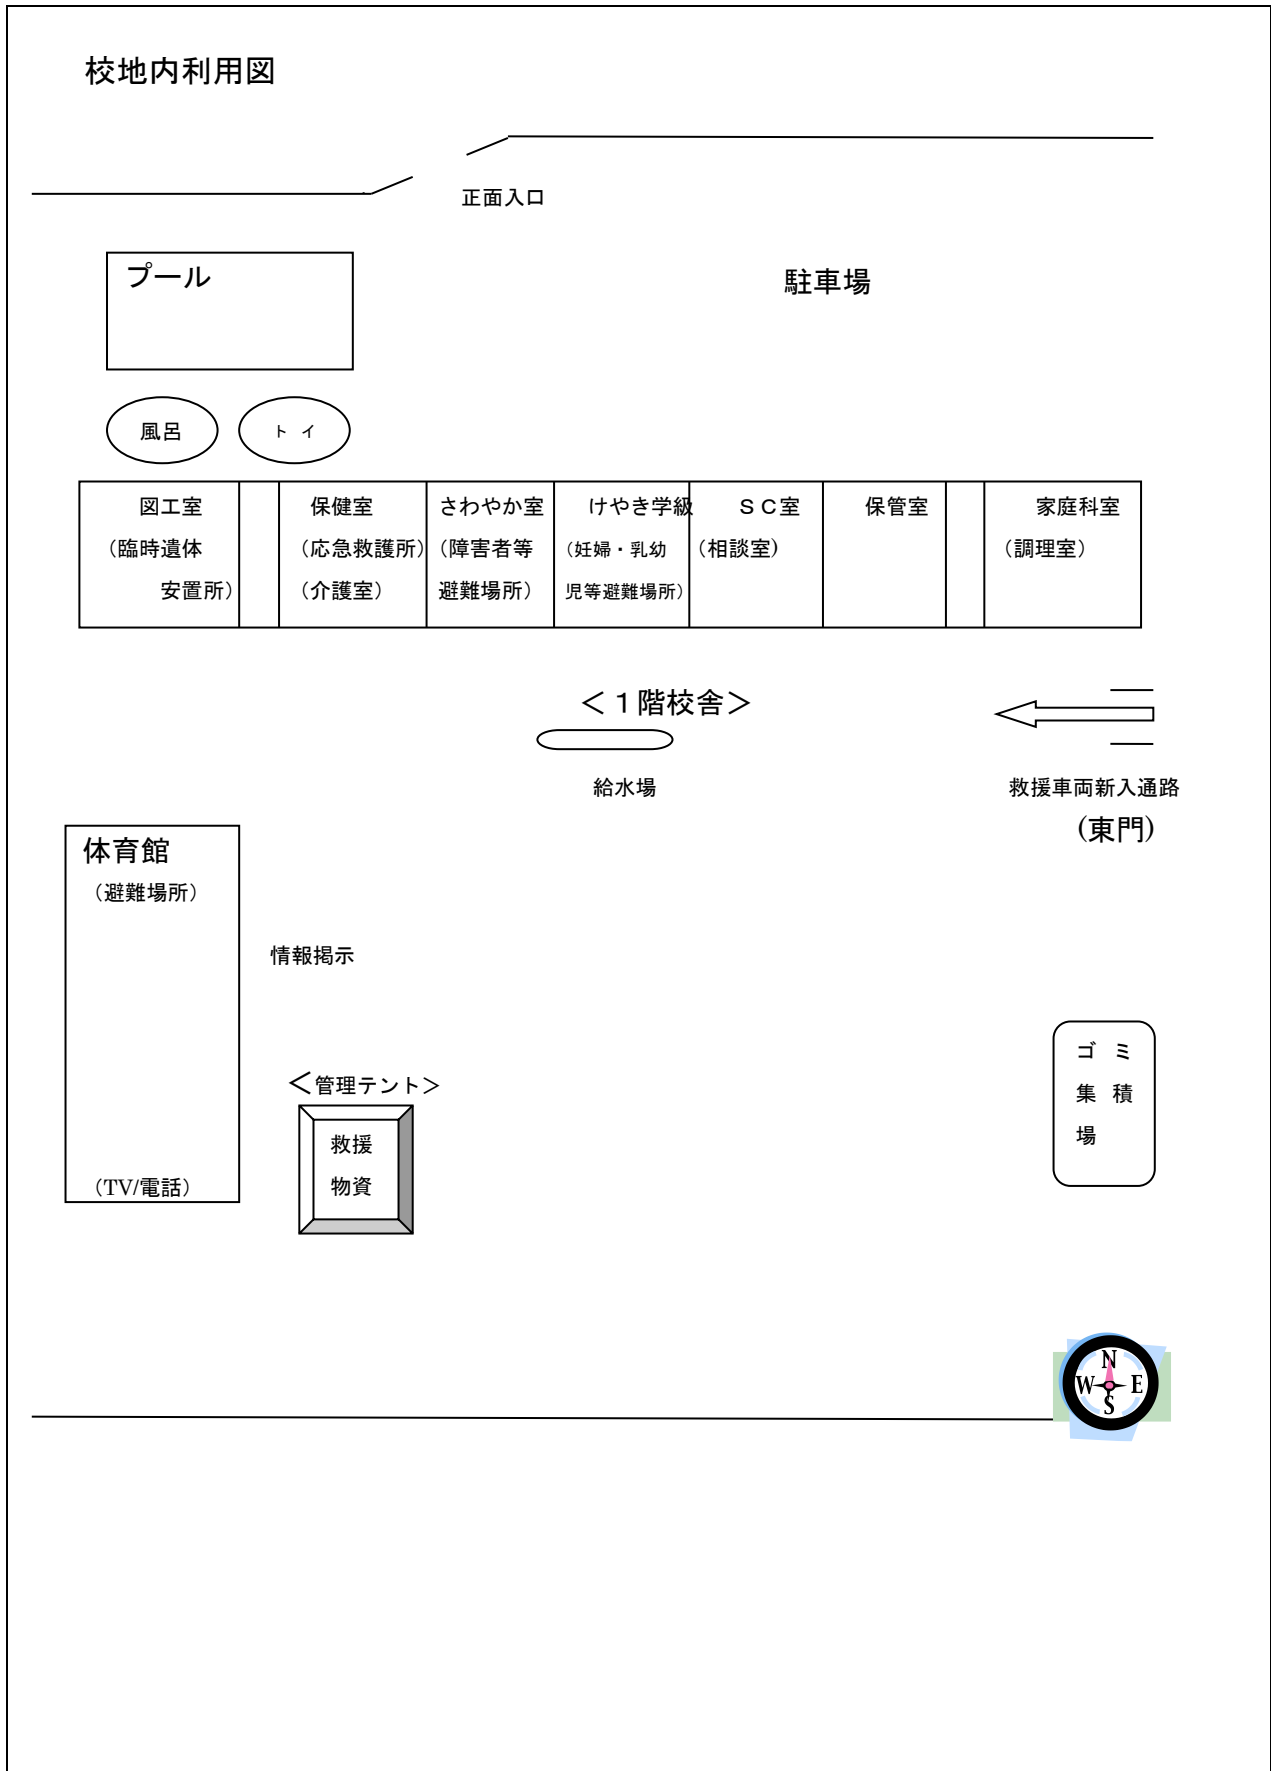 校地内利用図
正面入口
プール
駐車場
風呂
ト イ
図工室
(臨時遺体
安置所)
保健室
(応急救護所)
(介護室)
さわやか室
(障害者等
避難場所)
けやき学級
(妊婦・乳幼
児等避難場所)
SC室
(相談室)
保管室
家庭科室
(調理室)
<1階校舎>
給水場
救援車両新入通路
(東門)
体育館
(避難場所)
情報掲示
<管理テント>
救援
物資
(TV/電話)
ゴ ミ
集 積
場
N
W E
S